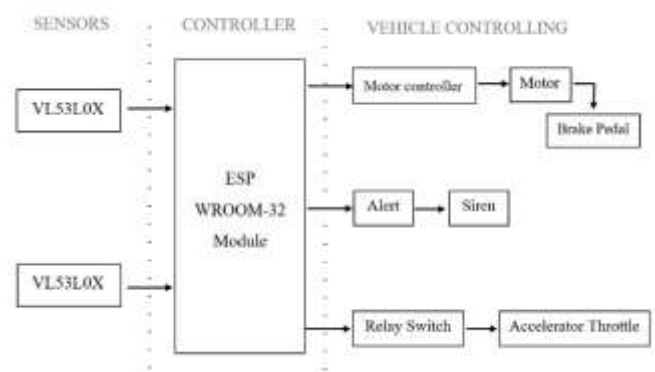 SENSORS
CONTROLLER
VEHICLE CONTROLLING
VL53L0X
VL53L0X
ESP
WROOM-32
Module
Motor controller
Motor
Brake Pedal
Alert
Siren
Relay Switch
Accelerator Throttle